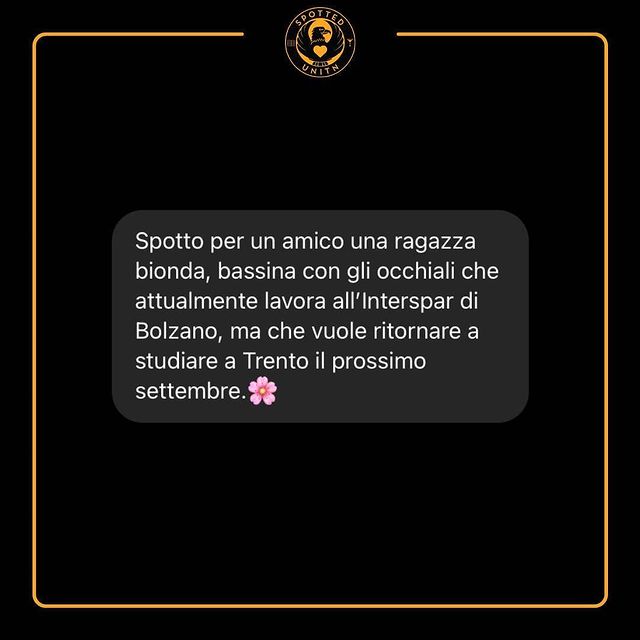 SPOTTED
UNITN
Spotto per un amico una ragazza
bionda, bassina con gli occhiali che
attualmente lavora all’Interspar di
Bolzano, ma che vuole ritornare a
studiare a Trento il prossimo
settembre.🌸